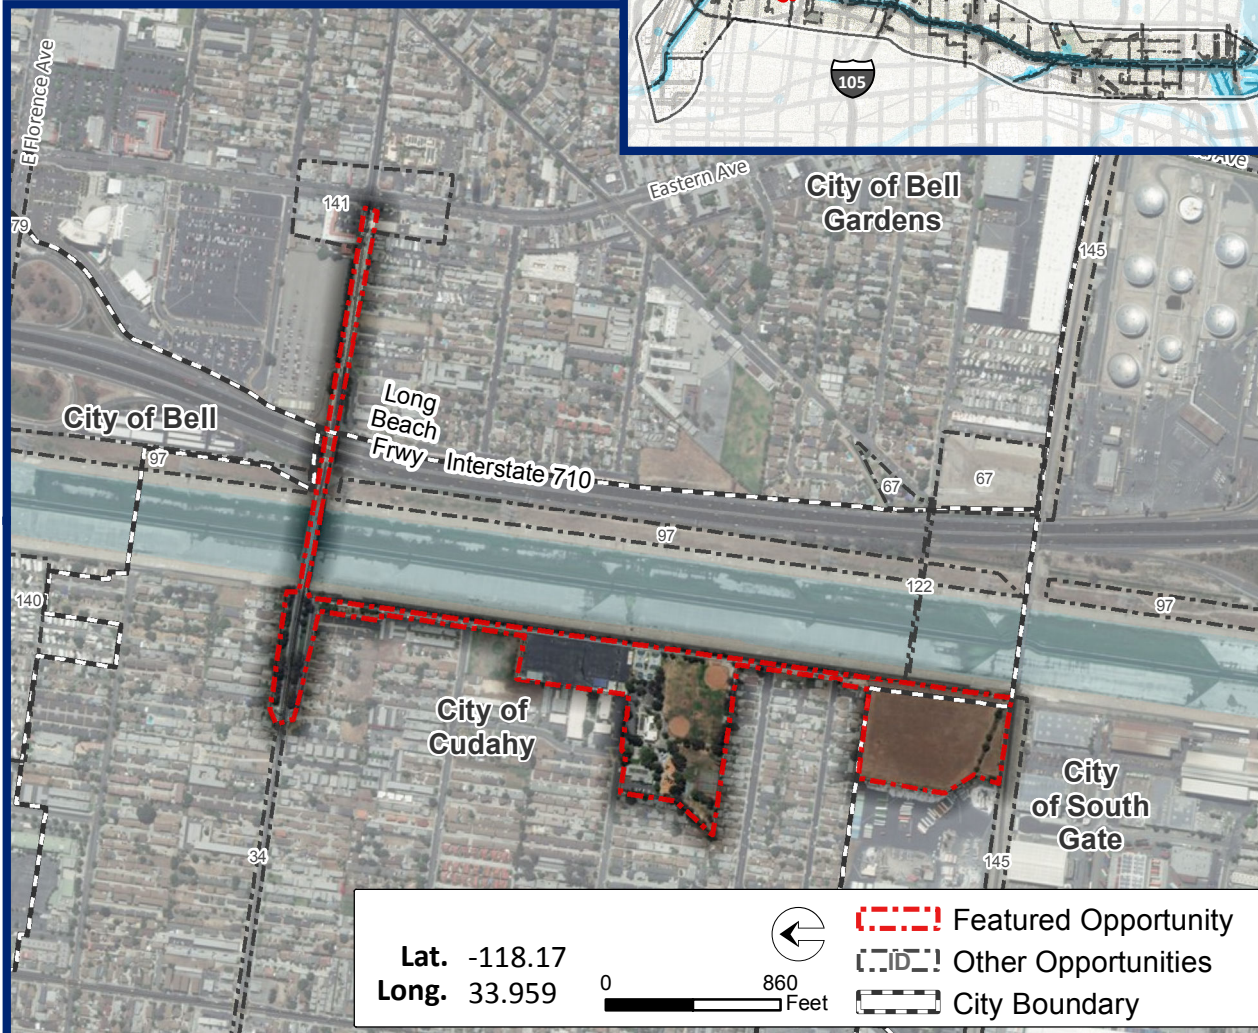 105
E Florence Ave
Eastern Ave
Ave
City of Bell
Gardens
141
79
145
Long
Beach
Frwy - Interstate 710
City of Bell
97
67
67
97
122
97
140
City of
Cudahy
City
of South
Gate
34
145
Lat. -118.17
Long. 33.959
0 860
Feet
Featured Opportunity
ID Other Opportunities
City Boundary